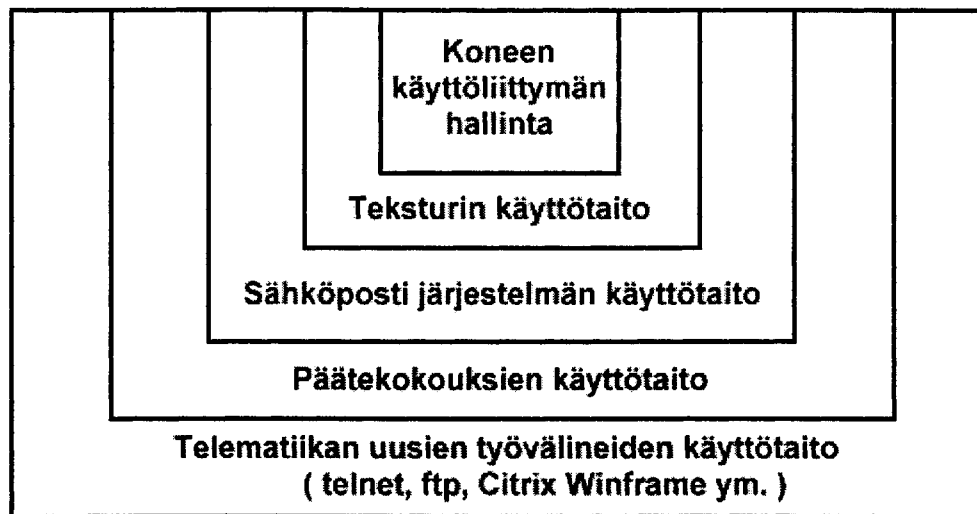 Koneen
käyttöliittymän
hallinta
Teksturin käyttötaito
Sähköposti järjestelmän käyttötaito
Päätekokouksien käyttötaito
Telematiikan uusien työvälineiden käyttötaito
( telnet, ftp, Citrix Winframe ym. )